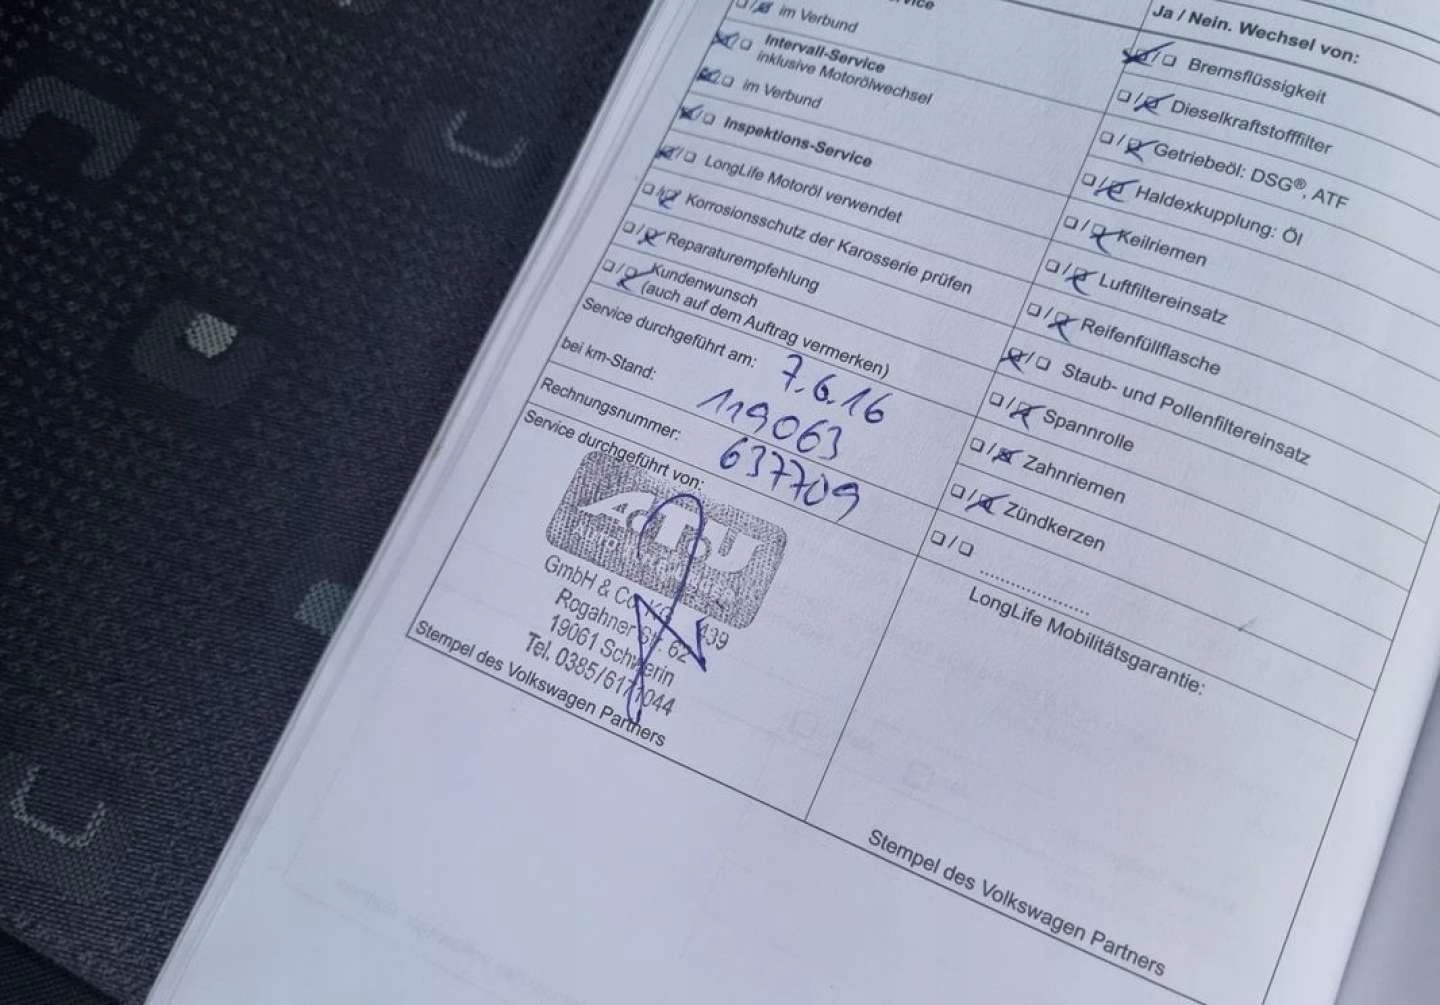 ❏/❏ im Verbund
❏/❏ Intervall-Service
inklusive Motorölwechsel
❏/❏ im Verbund
❏/❏ Inspektions-Service
❏/❏ LongLife Motoröl verwendet
❏/❏ Korrosionsschutz der Karosserie prüfen
❏/❏ Reparaturempfehlung
❏/❏ Kundenwunsch
(auch auf dem Auftrag vermerken)
Service durchgeführt am: 7.6.16
bei km-Stand: 119063
Rechnungsnummer: 637709
Service durchgeführt von:
GmbH & Co. 439
Rogahner Str. 62
19061 Schwerin
Tel. 0385/6171044
Stempel des Volkswagen Partners
Ja / Nein. Wechsel von:
❏/❏ Bremsflüssigkeit
❏/❏ Dieselkraftstofffilter
❏/❏ Getriebeöl: DSG®, ATF
❏/❏ Haldexkupplung: Öl
❏/❏ Keilriemen
❏/❏ Luftfiltereinsatz
❏/❏ Reifenfüllflasche
❏/❏ Staub- und Pollenfiltereinsatz
❏/❏ Spannrolle
❏/❏ Zahnriemen
❏/❏ Zündkerzen
❏/❏ ....................
LongLife Mobilitätsgarantie:
Stempel des Volkswagen Partners